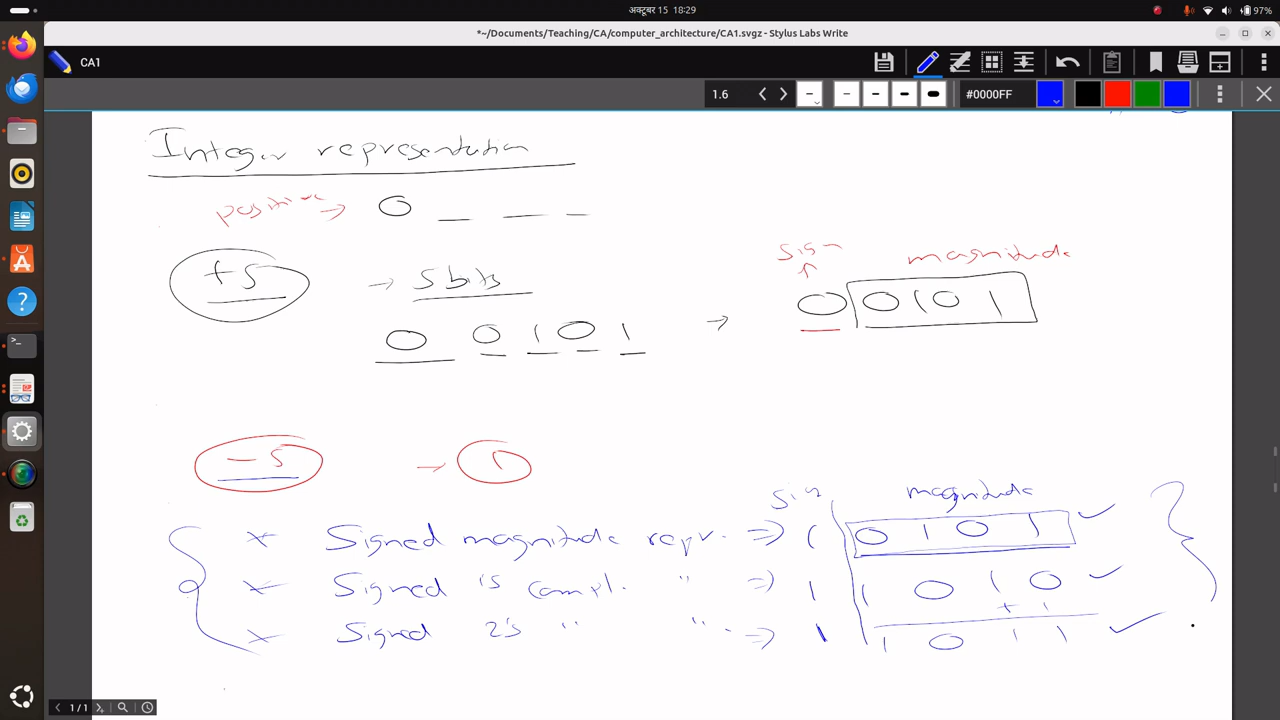 अक्टूबर 15 18:29
97%
*~/Documents/Teaching/CA/computer_architecture/CA1.svgz - Stylus Labs Write
CA1
1.6
#0000FF
Integer representation
positive → 0 _ _ _
+5 → 5 bits
sign magnitude
0 0 1 0 1 → 0 0 1 0 1
-5 → 1
sign magnitude
* Signed magnitude repr. ⇒ 1 0 1 0 1 ✓
* Signed 1's compl. " ⇒ 1 1 0 1 0 ✓
+ 1
* Signed 2's " " ⇒ 1 1 0 1 1 ✓
1/1